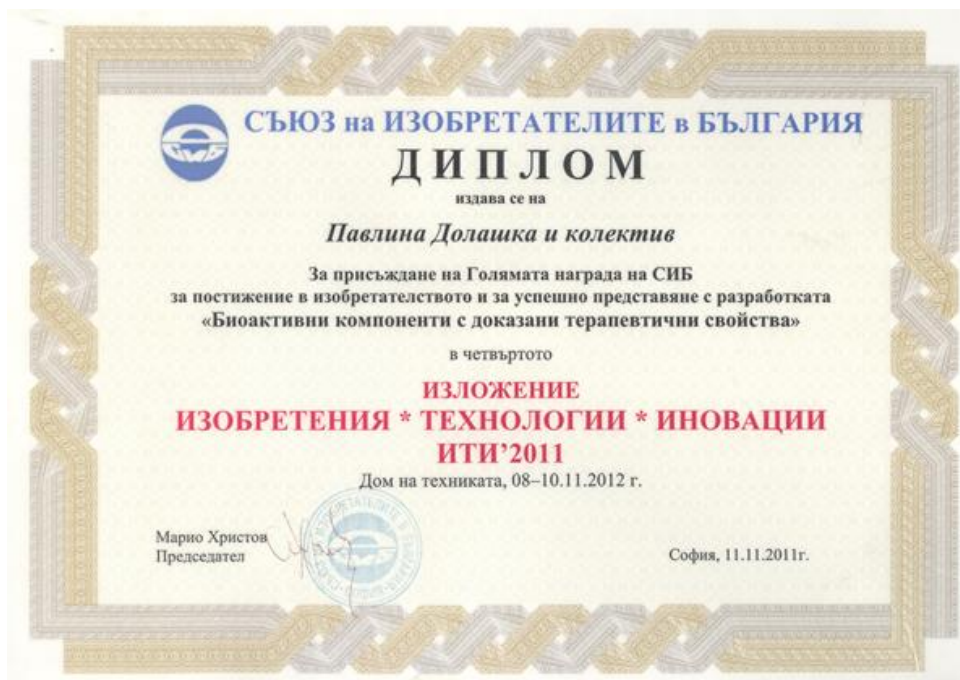 СЪЮЗ на ИЗОБРЕТАТЕЛИТЕ в БЪЛГАРИЯ
СИБ
ДИПЛОМ
издава се на
Павлина Долашка и колектив
За присъждане на Голямата награда на СИБ
за постижение в изобретателството и за успешно представяне с разработката
«Биоактивни компоненти с доказани терапевтични свойства»
в четвъртото
ИЗЛОЖЕНИЕ
ИЗОБРЕТЕНИЯ * ТЕХНОЛОГИИ * ИНОВАЦИИ
ИТИ’2011
Дом на техниката, 08–10.11.2012 г.
Марио Христов
Председател
София, 11.11.2011г.